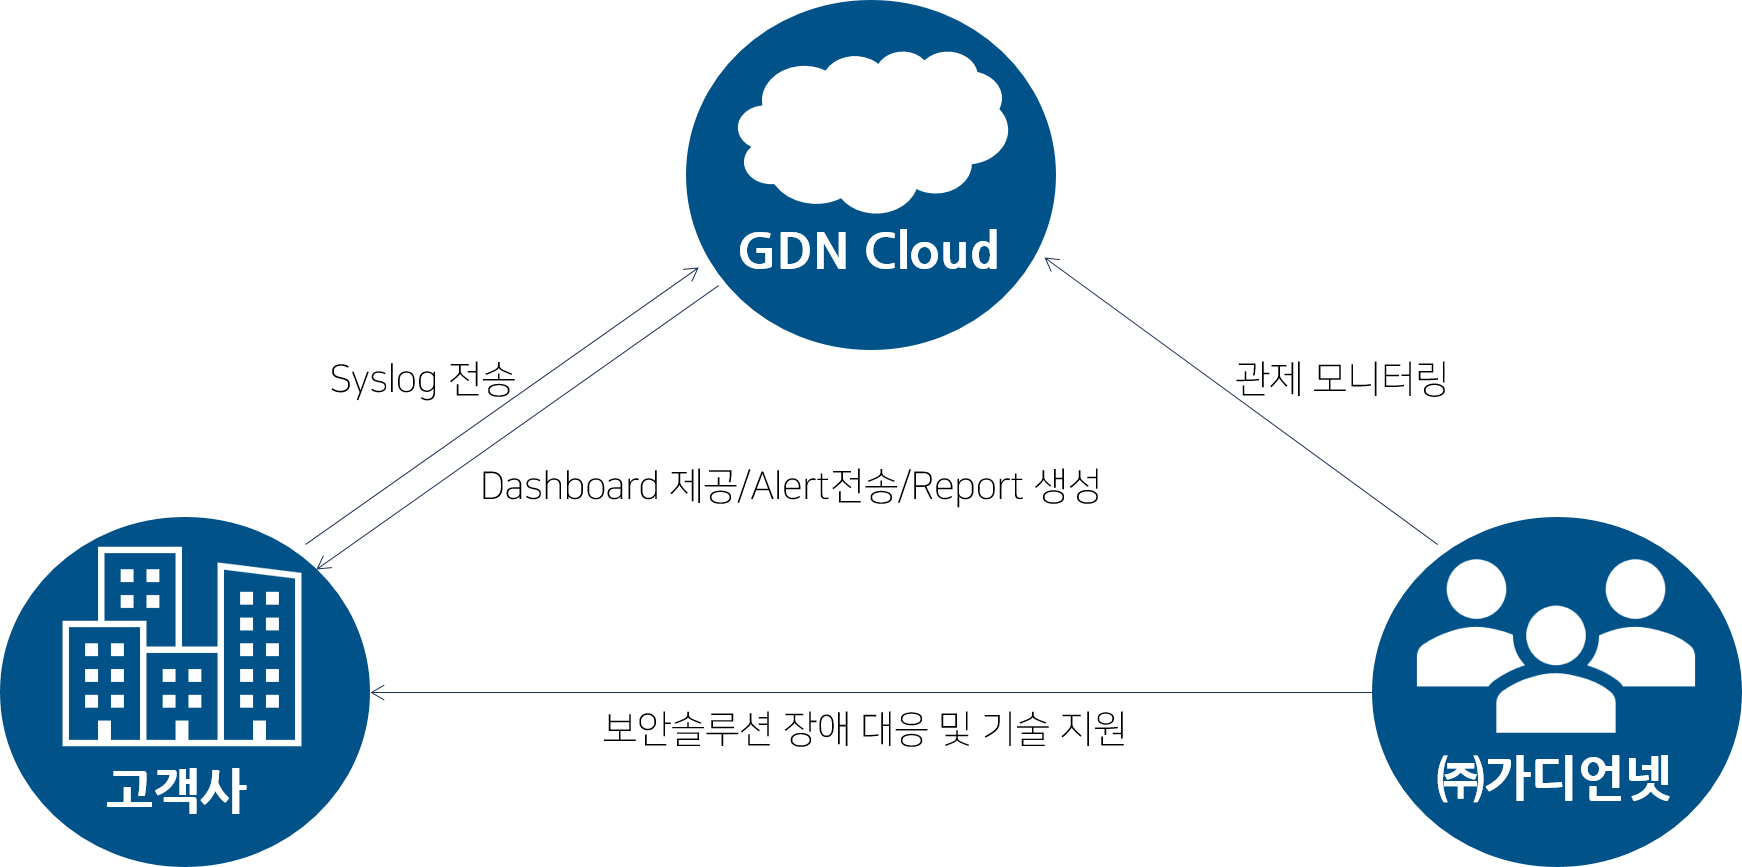 GDN Cloud
Syslog 전송
관제 모니터링
Dashboard 제공/Alert전송/Report 생성
보안솔루션 장애 대응 및 기술 지원
고객사
㈜가디언넷